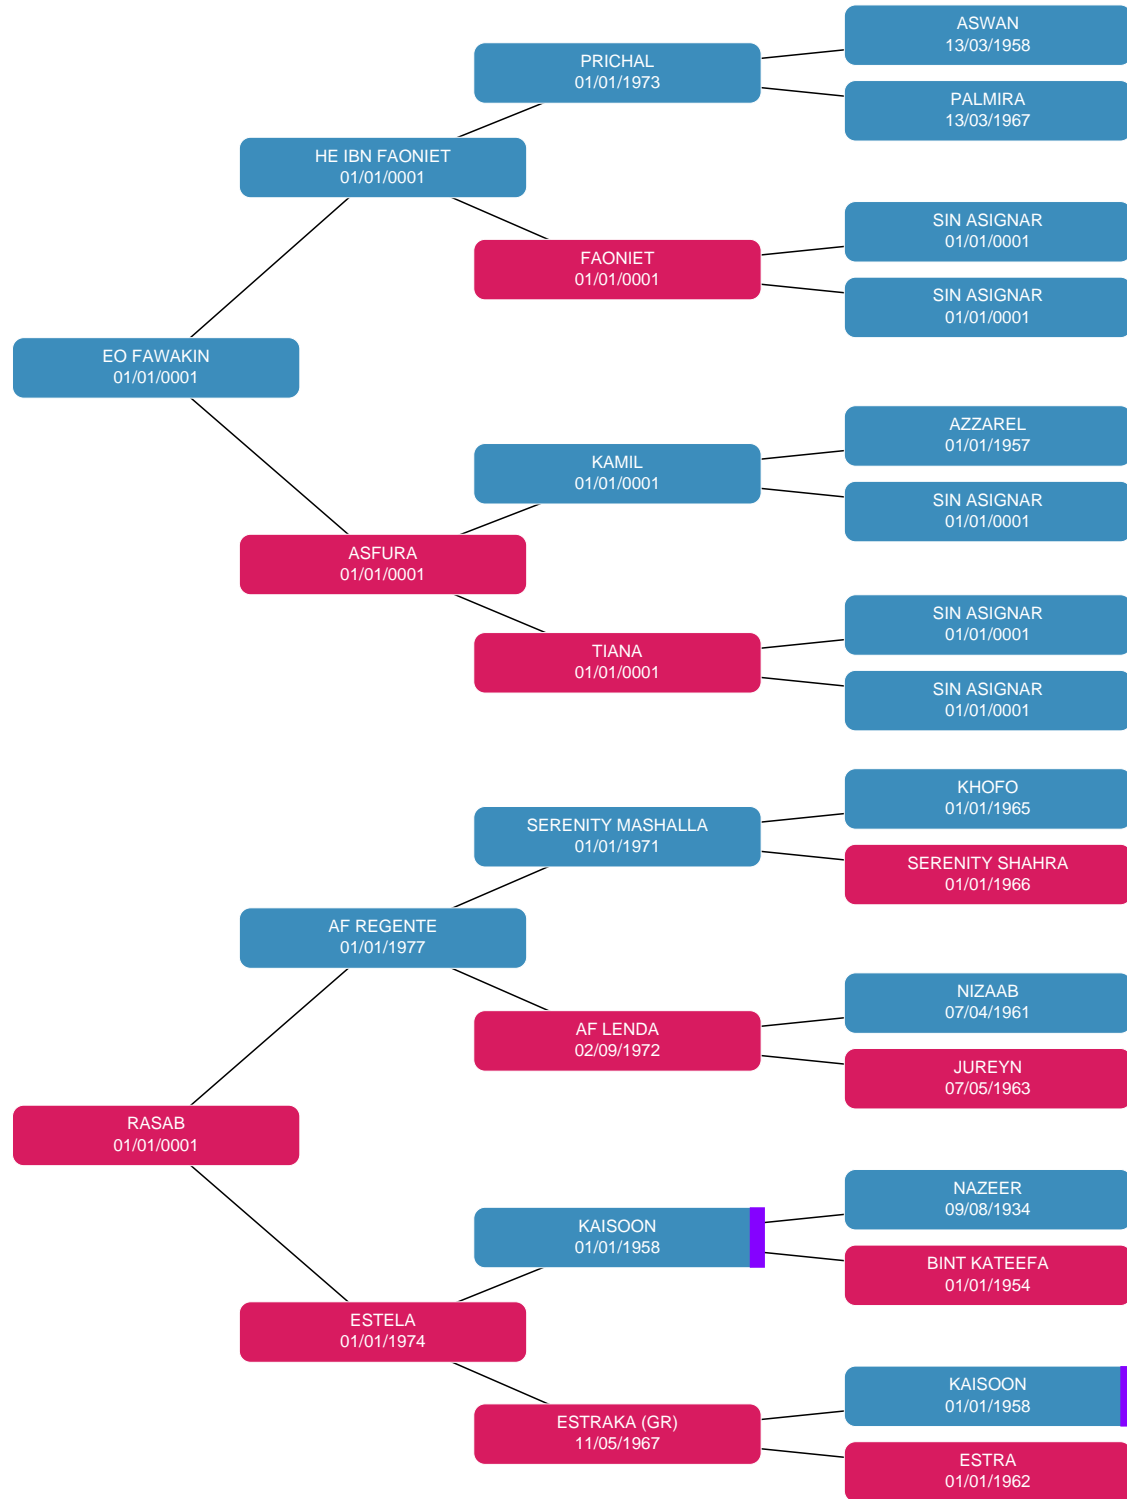 ASWAN
13/03/1958
PRICHAL
01/01/1973
PALMIRA
13/03/1967
HE IBN FAONIET
01/01/0001
SIN ASIGNAR
01/01/0001
FAONIET
01/01/0001
SIN ASIGNAR
01/01/0001
EO FAWAKIN
01/01/0001
AZZAREL
01/01/1957
KAMIL
01/01/0001
SIN ASIGNAR
01/01/0001
ASFURA
01/01/0001
SIN ASIGNAR
01/01/0001
TIANA
01/01/0001
SIN ASIGNAR
01/01/0001
KHOFO
01/01/1965
SERENITY MASHALLA
01/01/1971
SERENITY SHAHRA
01/01/1966
AF REGENTE
01/01/1977
NIZAAB
07/04/1961
AF LENDA
02/09/1972
JUREYN
07/05/1963
RASAB
01/01/0001
NAZEER
09/08/1934
KAISOON
01/01/1958
BINT KATEEFA
01/01/1954
ESTELA
01/01/1974
KAISOON
01/01/1958
ESTRAKA (GR)
11/05/1967
ESTRA
01/01/1962